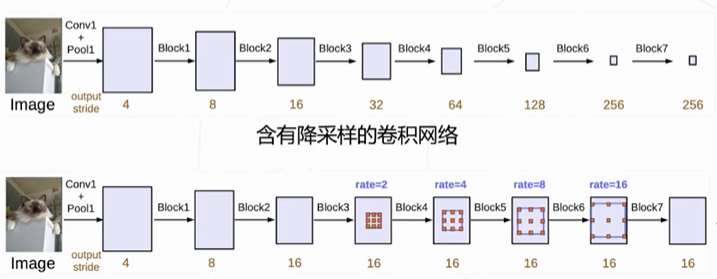 Conv1
+
Pool1
Block1 Block2 Block3 Block4 Block5 Block6 Block7
Image
output
stride
4 8 16 32 64 128 256 256
含有降采样的卷积网络
rate=2 rate=4 rate=8 rate=16
Conv1
+
Pool1
Block1 Block2 Block3 Block4 Block5 Block6 Block7
Image
output
stride
4 8 16 16 16 16 16 16